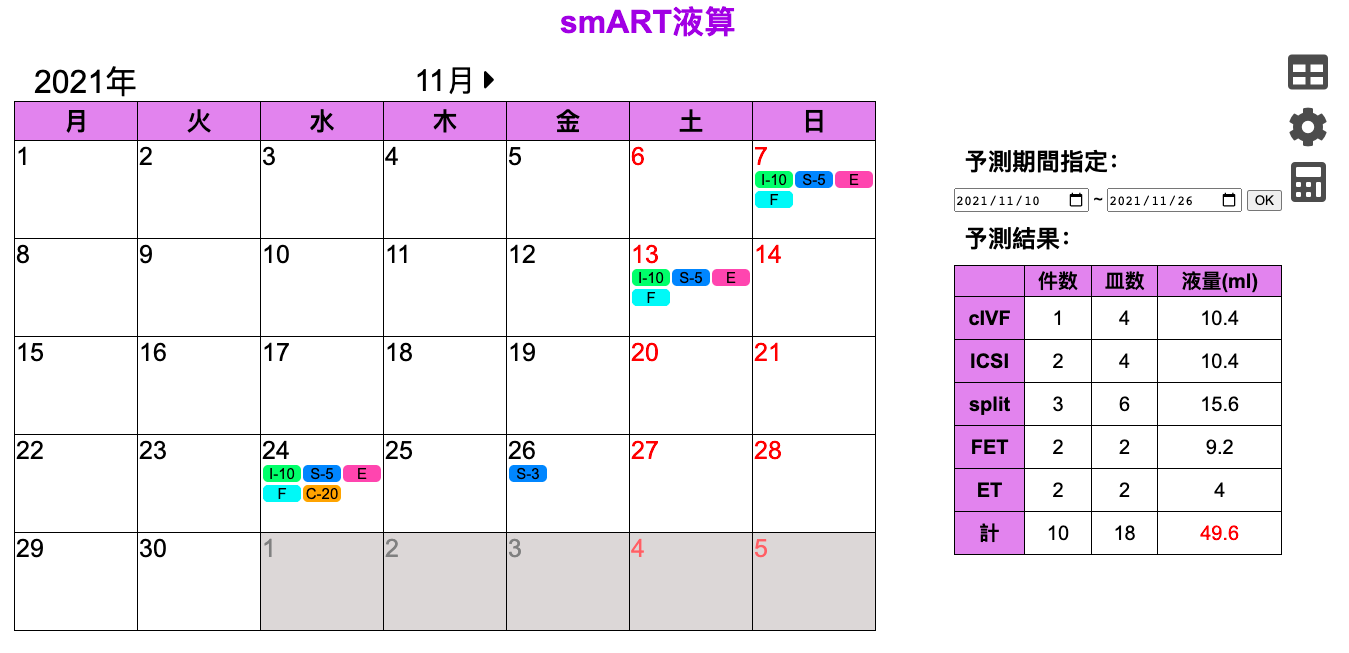 smART液算
2021年 11月
月 火 水 木 金 土 日
1 2 3 4 5 6 7
I-10 S-5 E
F
8 9 10 11 12 13 14
I-10 S-5 E
F
15 16 17 18 19 20 21
22 23 24 25 26 27 28
I-10 S-5 E S-3
F C-20
29 30 1 2 3 4 5
予測期間指定：
2021/11/10 ~ 2021/11/26 OK
予測結果：
件数 皿数 液量(ml)
cIVF 1 4 10.4
ICSI 2 4 10.4
split 3 6 15.6
FET 2 2 9.2
ET 2 2 4
計 10 18 49.6